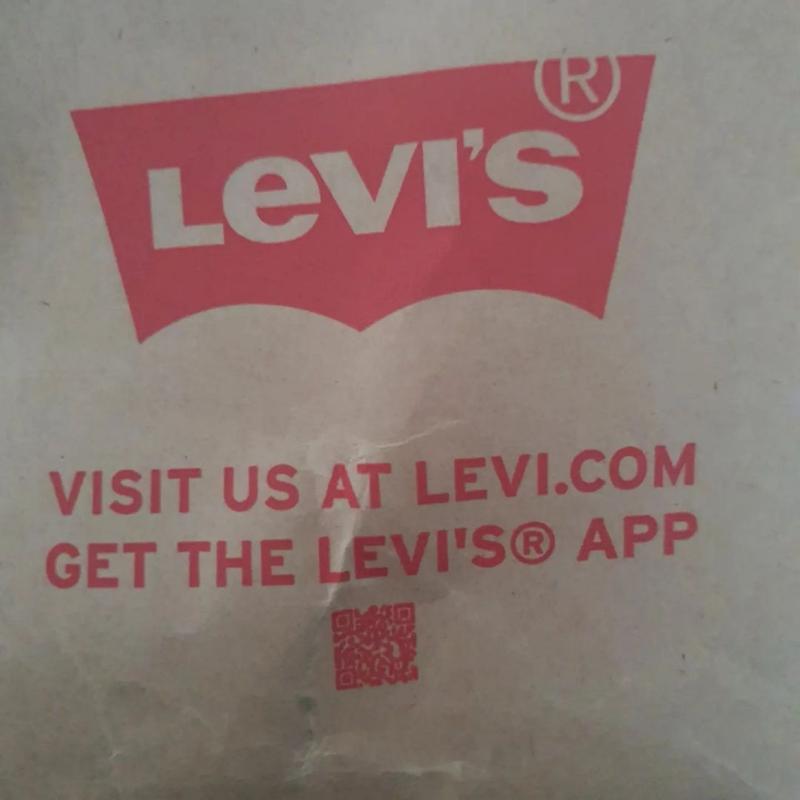 ®
LEVI'S
VISIT US AT LEVI.COM
GET THE LEVI'S® APP